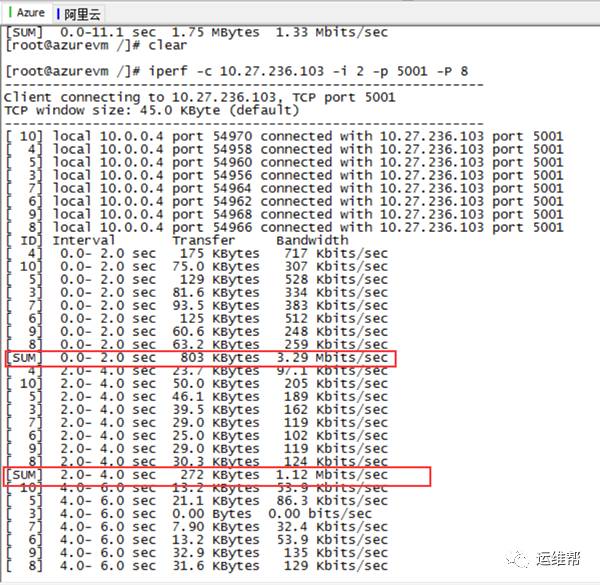 Azure 阿里云
[SUM] 0.0-11.1 sec 1.75 MBytes 1.33 Mbits/sec
[root@azurevm /]# clear
[root@azurevm /]# iperf -c 10.27.236.103 -i 2 -p 5001 -P 8
------------------------------------------------------------
Client connecting to 10.27.236.103, TCP port 5001
TCP window size: 45.0 KByte (default)
------------------------------------------------------------
[ 10] local 10.0.0.4 port 54970 connected with 10.27.236.103 port 5001
[ 4] local 10.0.0.4 port 54958 connected with 10.27.236.103 port 5001
[ 5] local 10.0.0.4 port 54960 connected with 10.27.236.103 port 5001
[ 3] local 10.0.0.4 port 54956 connected with 10.27.236.103 port 5001
[ 7] local 10.0.0.4 port 54964 connected with 10.27.236.103 port 5001
[ 6] local 10.0.0.4 port 54962 connected with 10.27.236.103 port 5001
[ 9] local 10.0.0.4 port 54968 connected with 10.27.236.103 port 5001
[ 8] local 10.0.0.4 port 54966 connected with 10.27.236.103 port 5001
[ ID] Interval Transfer Bandwidth
[ 4] 0.0- 2.0 sec 175 KBytes 717 Kbits/sec
[ 10] 0.0- 2.0 sec 75.0 KBytes 307 Kbits/sec
[ 5] 0.0- 2.0 sec 129 KBytes 528 Kbits/sec
[ 3] 0.0- 2.0 sec 81.6 KBytes 334 Kbits/sec
[ 7] 0.0- 2.0 sec 93.5 KBytes 383 Kbits/sec
[ 6] 0.0- 2.0 sec 125 KBytes 512 Kbits/sec
[ 9] 0.0- 2.0 sec 60.6 KBytes 248 Kbits/sec
[ 8] 0.0- 2.0 sec 63.2 KBytes 259 Kbits/sec
[SUM] 0.0- 2.0 sec 803 KBytes 3.29 Mbits/sec
[ 4] 2.0- 4.0 sec 23.7 KBytes 97.1 Kbits/sec
[ 10] 2.0- 4.0 sec 50.0 KBytes 205 Kbits/sec
[ 5] 2.0- 4.0 sec 46.1 KBytes 189 Kbits/sec
[ 3] 2.0- 4.0 sec 39.5 KBytes 162 Kbits/sec
[ 7] 2.0- 4.0 sec 29.0 KBytes 119 Kbits/sec
[ 6] 2.0- 4.0 sec 25.0 KBytes 102 Kbits/sec
[ 9] 2.0- 4.0 sec 29.0 KBytes 119 Kbits/sec
[ 8] 2.0- 4.0 sec 30.3 KBytes 124 Kbits/sec
[SUM] 2.0- 4.0 sec 272 KBytes 1.12 Mbits/sec
[ 10] 4.0- 6.0 sec 13.2 KBytes 53.9 Kbits/sec
[ 5] 4.0- 6.0 sec 21.1 KBytes 86.3 Kbits/sec
[ 3] 4.0- 6.0 sec 0.00 Bytes 0.00 bits/sec
[ 7] 4.0- 6.0 sec 7.90 KBytes 32.4 Kbits/sec
[ 6] 4.0- 6.0 sec 13.2 KBytes 53.9 Kbits/sec
[ 9] 4.0- 6.0 sec 32.9 KBytes 135 Kbits/sec
[ 8] 4.0- 6.0 sec 31.6 KBytes 129 Kbits/sec
运维帮